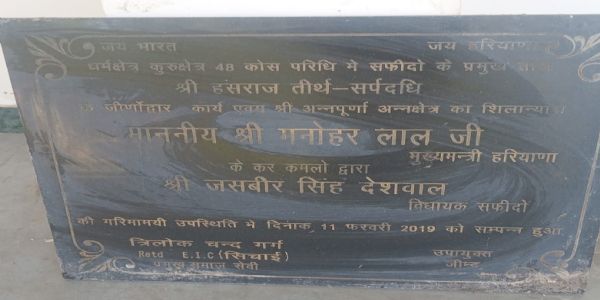 जय भारत जय हरियाणा
धर्मक्षेत्र कुरुक्षेत्र 48 कोस परिधि मे सफीदो के प्रमुख
श्री हसराज तीर्थ—सर्पदधि
के जीर्णोद्वार कार्य एवम श्री अन्नपूर्णा अन्नक्षेत्र का शिलान्यास
माननीय श्री मनोहर लाल जी
मुख्यमन्त्री हरियाणा
के कर कमलो द्वारा
श्री जसबीर सिंह देशवाल
विधायक सफीदो
की गरिमामयी उपस्थिति मे दिनाक 11 फरवरी 2019 को सम्पन्न हुआ
त्रिलोक चन्द गर्ग उपायुक्त
Retd E.I.C (सिचाई) जीन्द
समाज सेवी